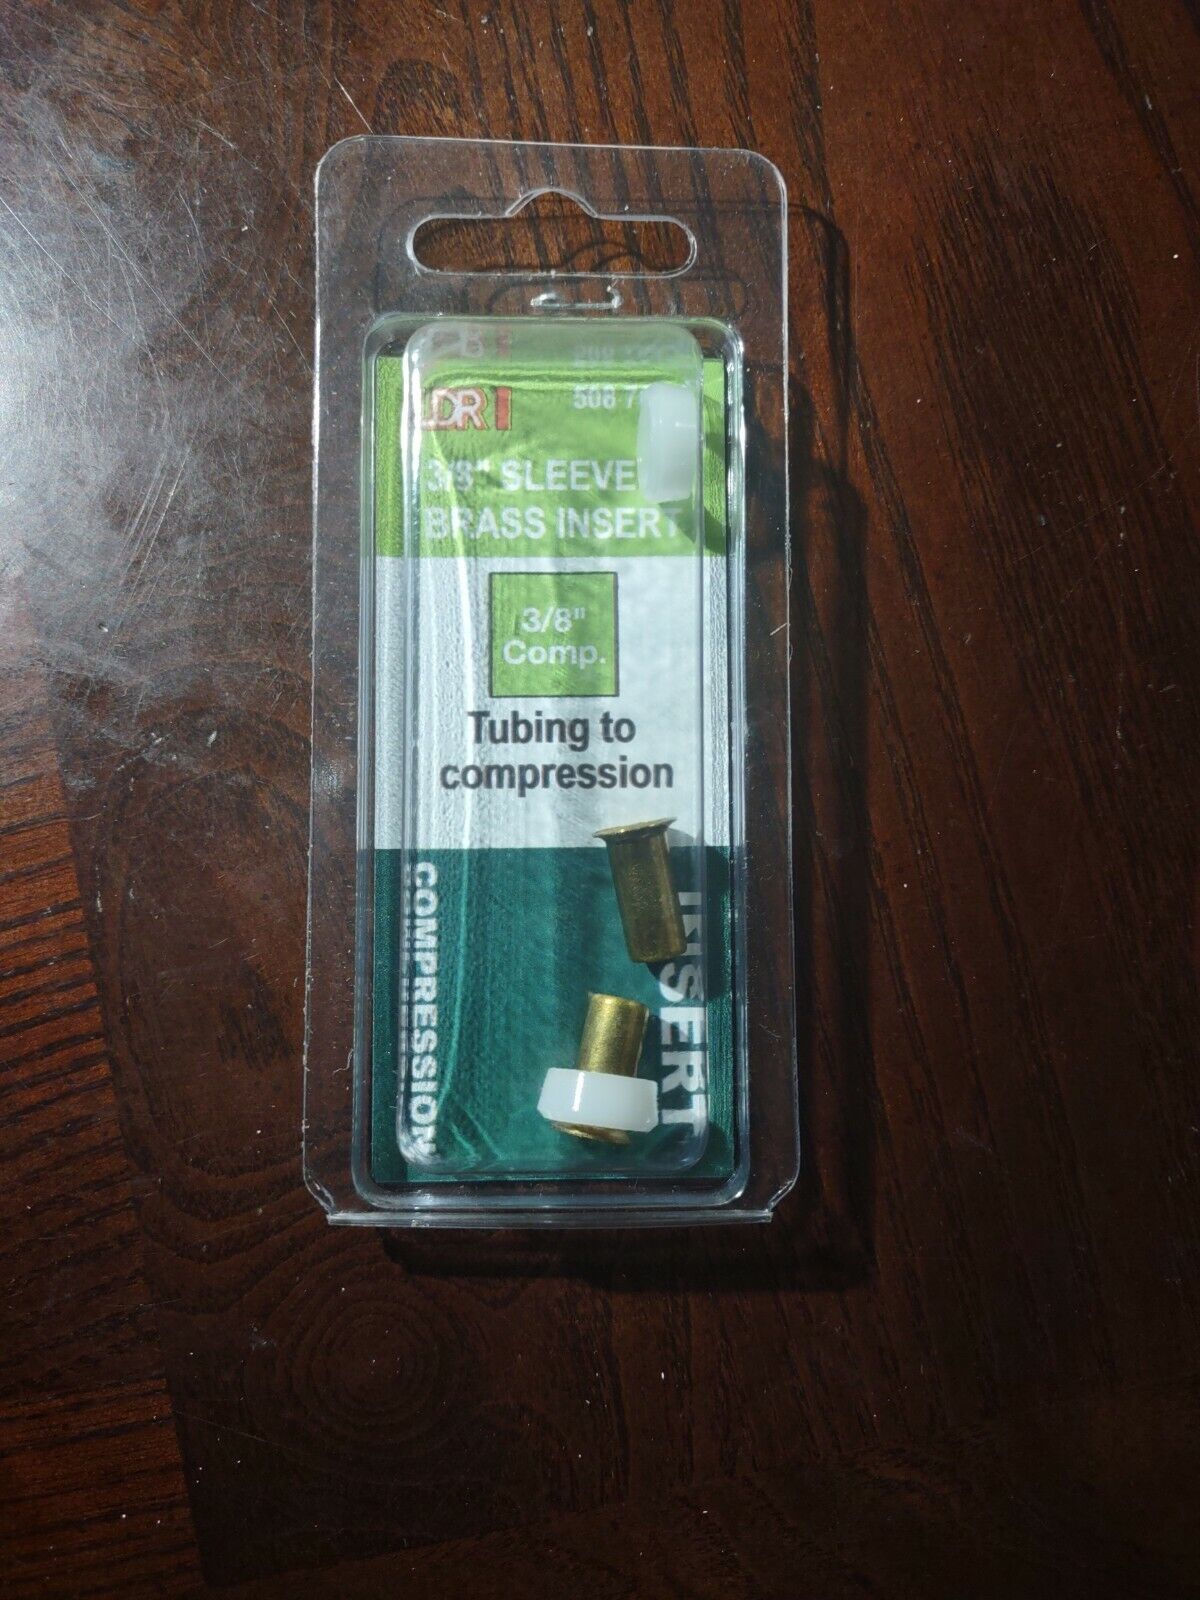 LDR
508 7
3/8" SLEEVE
BRASS INSERT
3/8"
Comp.
Tubing to
compression
COMPRESSION
INSERT